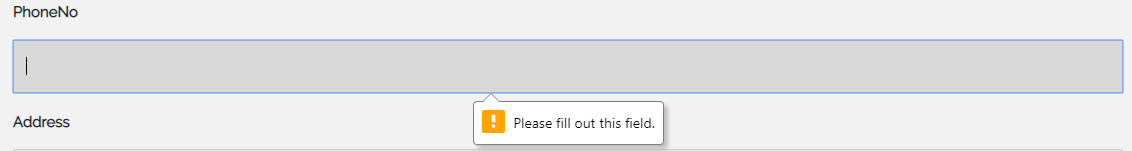 PhoneNo
Please fill out this field.
Address